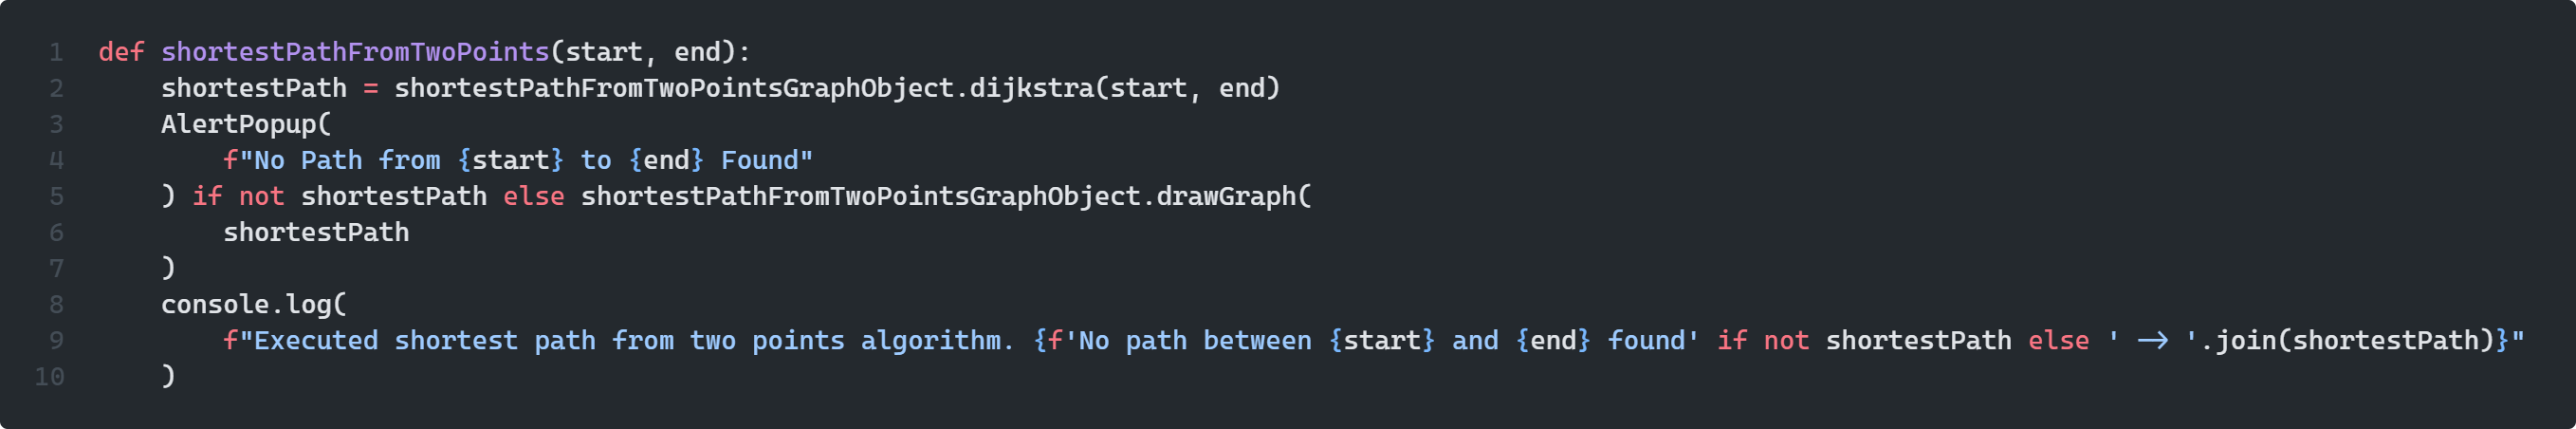 1 def shortestPathFromTwoPoints(start, end):
2     shortestPath = shortestPathFromTwoPointsGraphObject.dijkstra(start, end)
3     AlertPopup(
4         f"No Path from {start} to {end} Found"
5     ) if not shortestPath else shortestPathFromTwoPointsGraphObject.drawGraph(
6         shortestPath
7     )
8     console.log(
9         f"Executed shortest path from two points algorithm. {f'No path between {start} and {end} found' if not shortestPath else ' -> '.join(shortestPath)}"
10     )